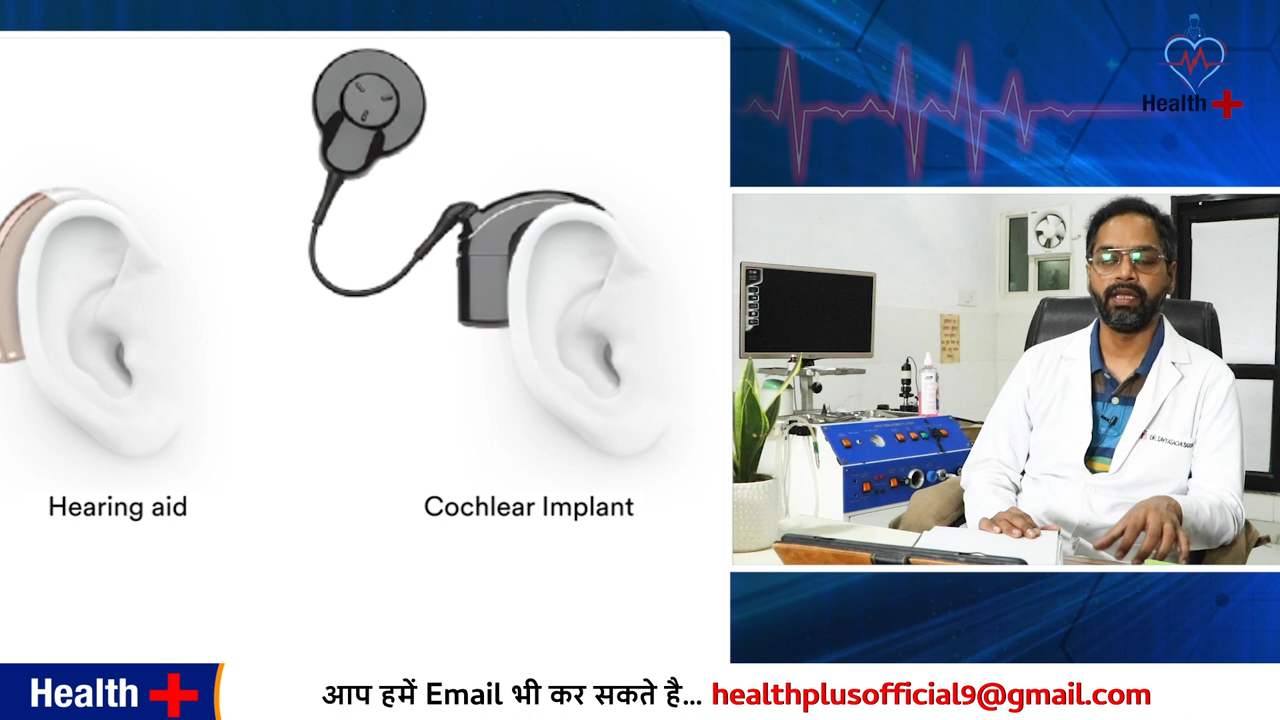 Health
Hearing aid
Cochlear Implant
Health
आप हमें Email भी कर सकते है... healthplusofficial9@gmail.com